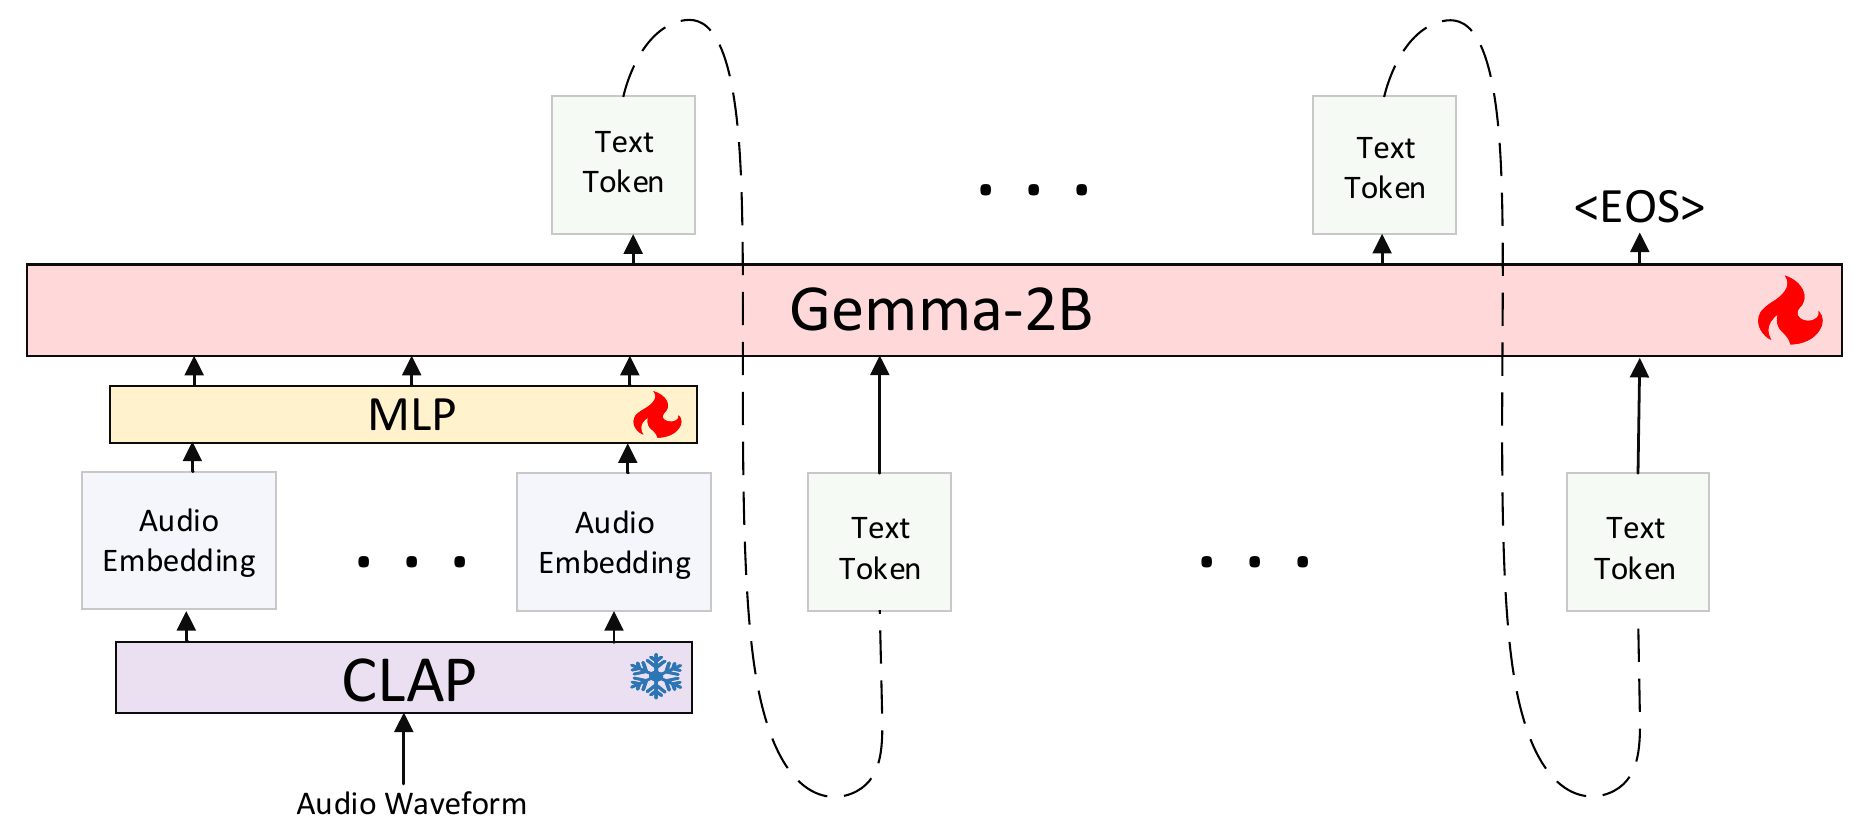 Text
Token
. . .
Text
Token
<EOS>
Gemma-2B
MLP
Audio
Embedding
. . .
Audio
Embedding
Text
Token
. . .
Text
Token
CLAP
Audio Waveform